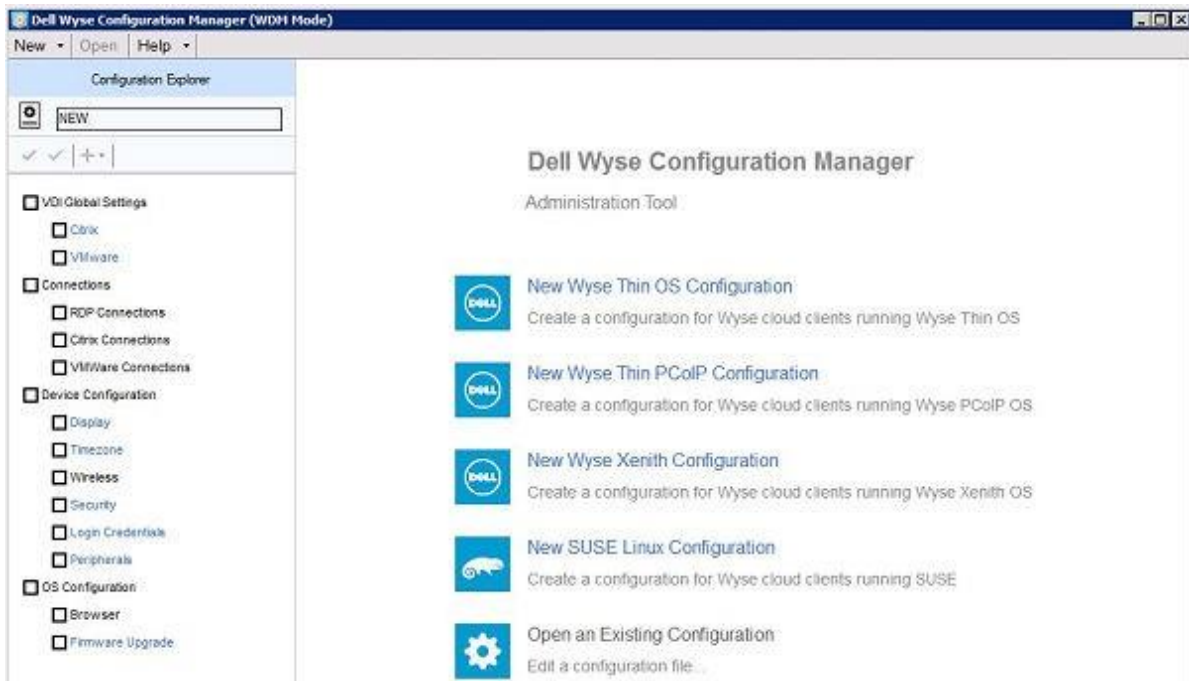 Dell Wyse Configuration Manager (WDM Mode)
New Open Help
Configuration Explorer
NEW
VDI Global Settings
Citrix
VMware
Connections
RDP Connections
Citrix Connections
VMWare Connections
Device Configuration
Display
Timezone
Wireless
Security
Login Credentials
Peripherals
OS Configuration
Browser
Firmware Upgrade
Dell Wyse Configuration Manager
Administration Tool
DELL
New Wyse Thin OS Configuration
Create a configuration for Wyse cloud clients running Wyse Thin OS
DELL
New Wyse Thin PCoIP Configuration
Create a configuration for Wyse cloud clients running Wyse PCoIP OS
DELL
New Wyse Xenith Configuration
Create a configuration for Wyse cloud clients running Wyse Xenith OS
New SUSE Linux Configuration
Create a configuration for Wyse cloud clients running SUSE
Open an Existing Configuration
Edit a configuration file...